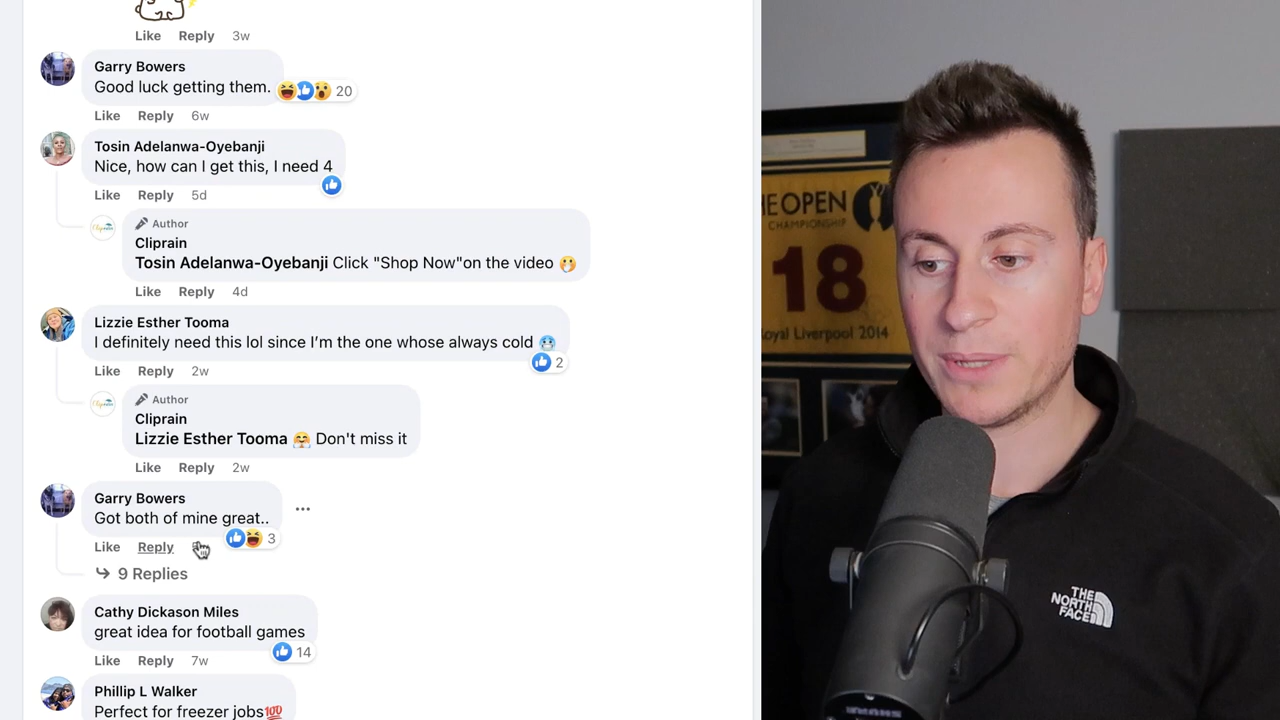 Like Reply 3w
Garry Bowers
Good luck getting them.
20
Like Reply 6w
Tosin Adelanwa-Oyebanji
Nice, how can I get this, I need 4
Like Reply 5d
Author
Cliprain
Tosin Adelanwa-Oyebanji Click "Shop Now"on the video
Like Reply 4d
Lizzie Esther Tooma
I definitely need this lol since I'm the one whose always cold
2
Like Reply 2w
Author
Cliprain
Lizzie Esther Tooma Don't miss it
Like Reply 2w
Garry Bowers
Got both of mine great..
3
Like Reply
9 Replies
Cathy Dickason Miles
great idea for football games
14
Like Reply 7w
Phillip L Walker
Perfect for freezer jobs💯
HE OPEN
CHAMPIONSHIP
18
Royal Liverpool 2014
THE
NORTH
FACE